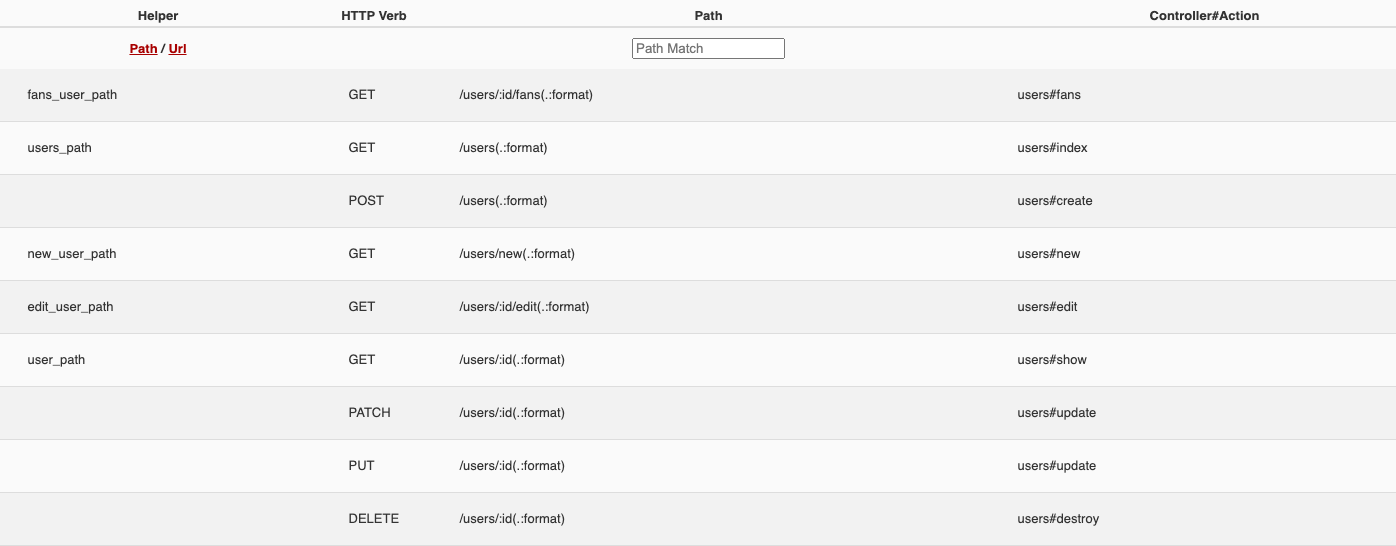 Helper HTTP Verb Path Controller#Action
Path / Url Path Match
fans_user_path GET /users/:id/fans(.:format) users#fans
users_path GET /users(.:format) users#index
POST /users(.:format) users#create
new_user_path GET /users/new(.:format) users#new
edit_user_path GET /users/:id/edit(.:format) users#edit
user_path GET /users/:id(.:format) users#show
PATCH /users/:id(.:format) users#update
PUT /users/:id(.:format) users#update
DELETE /users/:id(.:format) users#destroy